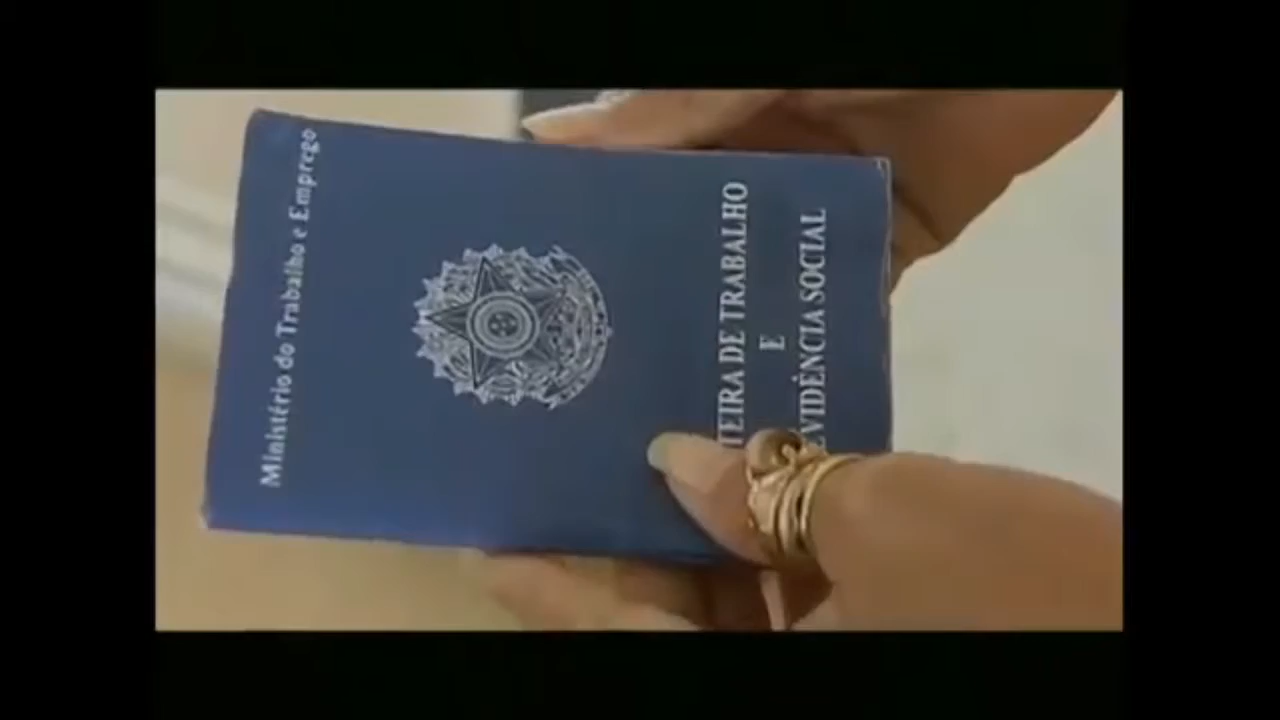 Ministério do Trabalho e Emprego
TEIRA DE TRABALHO
E
EVIDÊNCIA SOCIAL